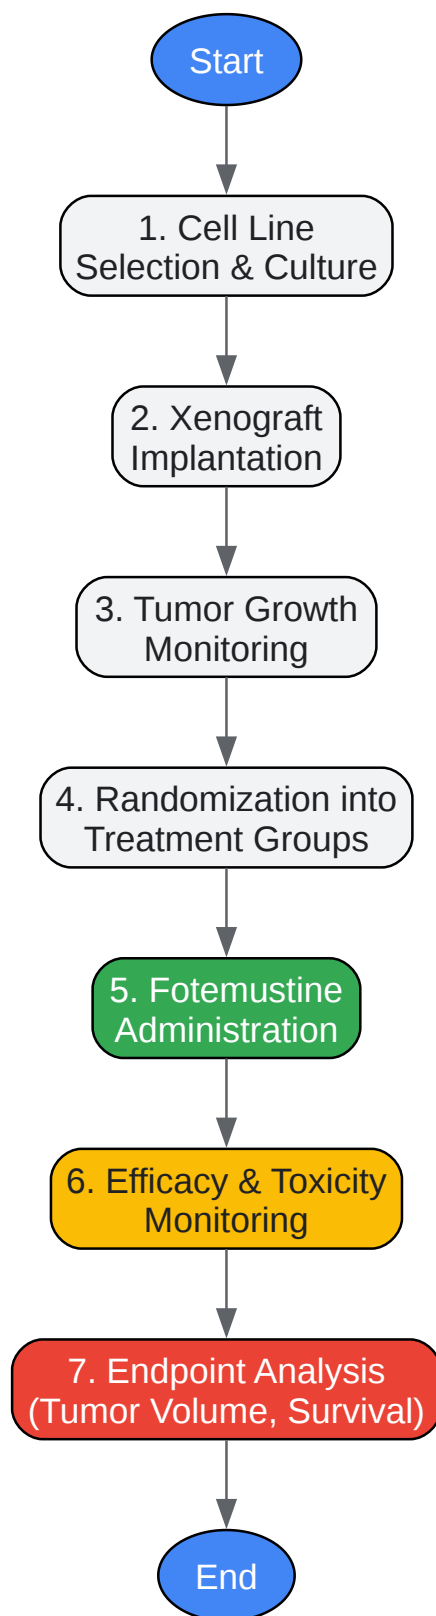 Start
1. Cell Line
Selection & Culture
2. Xenograft
Implantation
3. Tumor Growth
Monitoring
4. Randomization into
Treatment Groups
5. Fotemustine
Administration
6. Efficacy & Toxicity
Monitoring
7. Endpoint Analysis
(Tumor Volume, Survival)
End